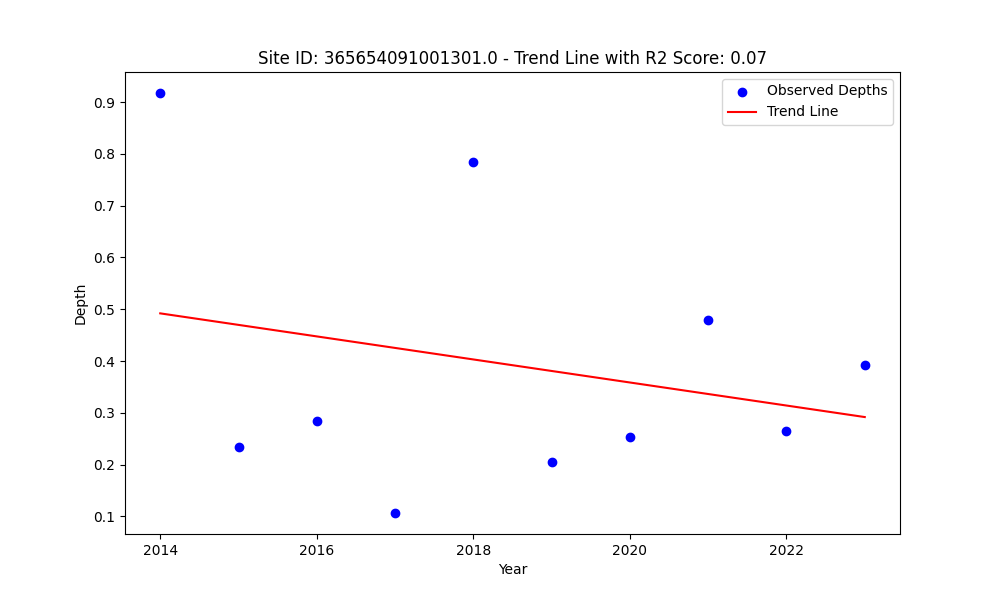 Site ID: 365654091001301.0 - Trend Line with R2 Score: 0.07
Observed Depths
Trend Line
0.9
0.8
0.7
0.6
0.5
0.4
0.3
0.2
0.1
Depth
2014
2016
2018
2020
2022
Year